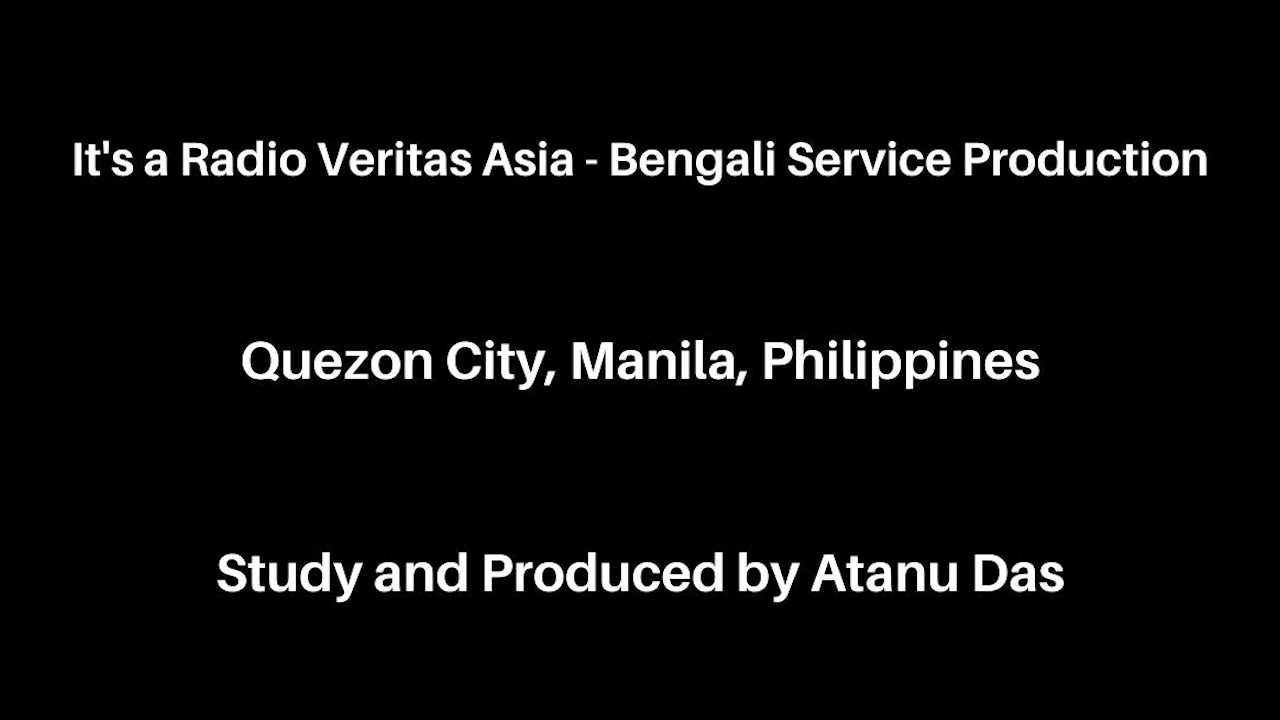 It's a Radio Veritas Asia - Bengali Service Production
Quezon City, Manila, Philippines
Study and Produced by Atanu Das